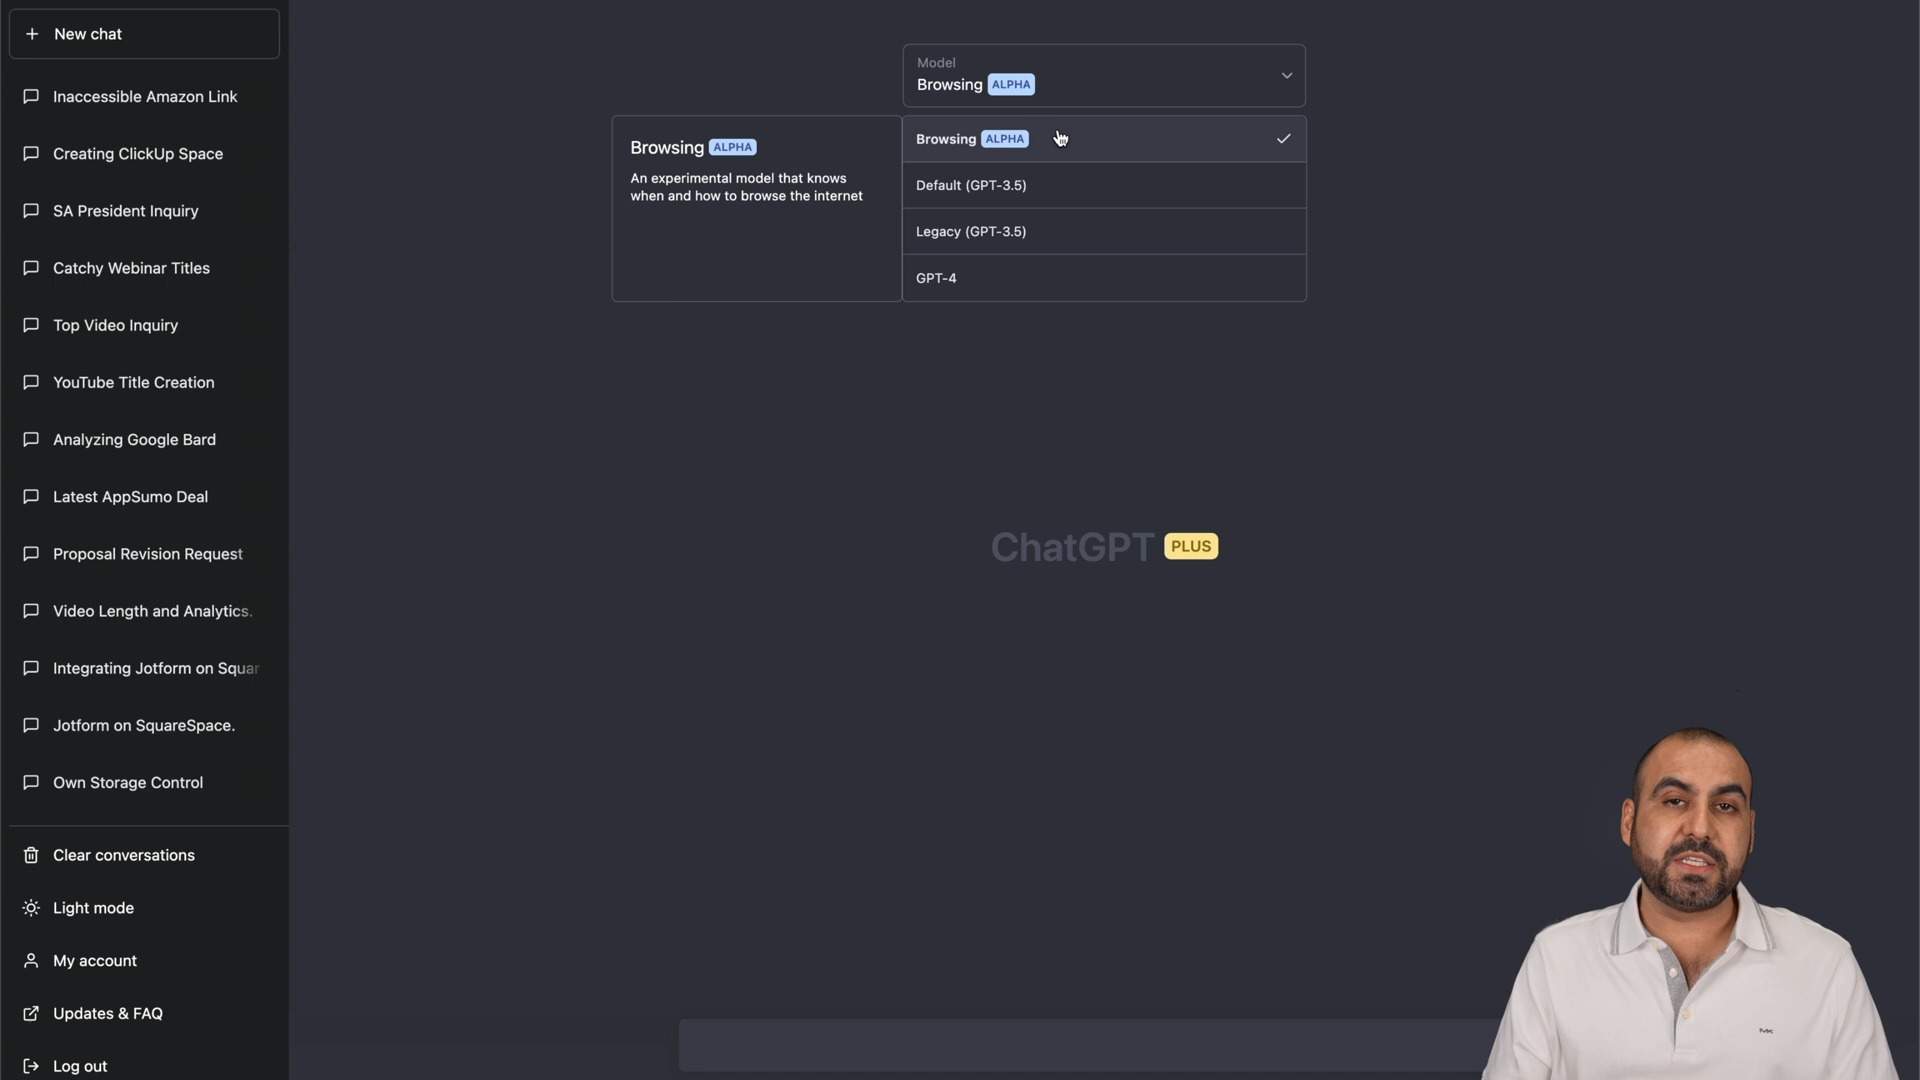 New chat
Inaccessible Amazon Link
Creating ClickUp Space
SA President Inquiry
Catchy Webinar Titles
Top Video Inquiry
YouTube Title Creation
Analyzing Google Bard
Latest AppSumo Deal
Proposal Revision Request
Video Length and Analytics.
Integrating Jotform on Squar
Jotform on SquareSpace.
Own Storage Control
Clear conversations
Light mode
My account
Updates & FAQ
Log out
Model
Browsing ALPHA
Browsing ALPHA
An experimental model that knows
when and how to browse the internet
Browsing ALPHA
Default (GPT-3.5)
Legacy (GPT-3.5)
GPT-4
ChatGPT PLUS
MK